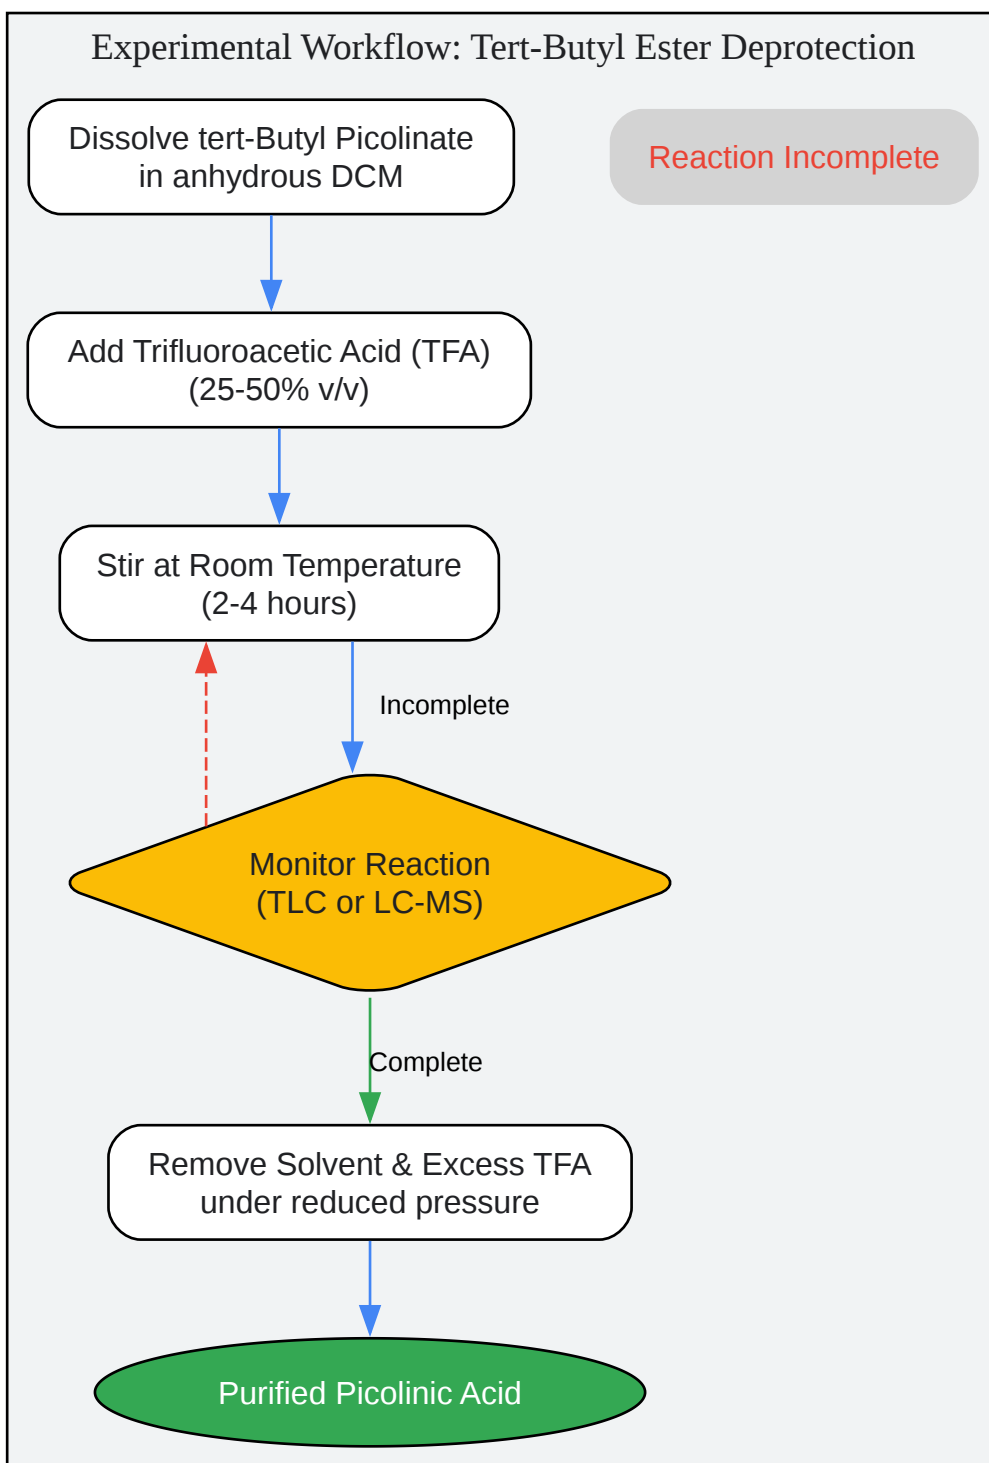 Experimental Workflow: Tert-Butyl Ester Deprotection
Dissolve tert-Butyl Picolinate
in anhydrous DCM
Reaction Incomplete
Add Trifluoroacetic Acid (TFA)
(25-50% v/v)
Stir at Room Temperature
(2-4 hours)
Incomplete
Monitor Reaction
(TLC or LC-MS)
Complete
Remove Solvent & Excess TFA
under reduced pressure
Purified Picolinic Acid